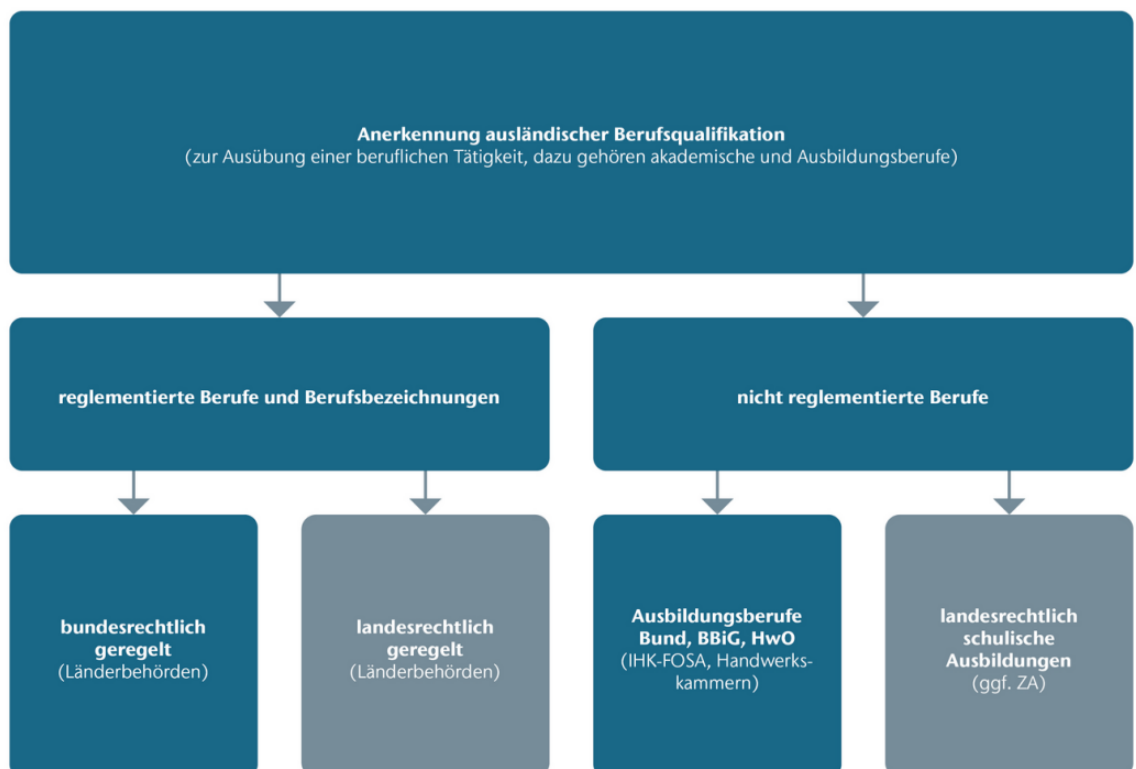 Anerkennung ausländischer Berufsqualifikation
(zur Ausübung einer beruflichen Tätigkeit, dazu gehören akademische und Ausbildungsberufe)
reglementierte Berufe und Berufsbezeichnungen
nicht reglementierte Berufe
bundesrechtlich
geregelt
(Länderbehörden)
landesrechtlich
geregelt
(Länderbehörden)
Ausbildungsberufe
Bund, BBiG, HwO
(IHK-FOSA, Handwerks-
kammern)
landesrechtlich
schulische
Ausbildungen
(ggf. ZA)